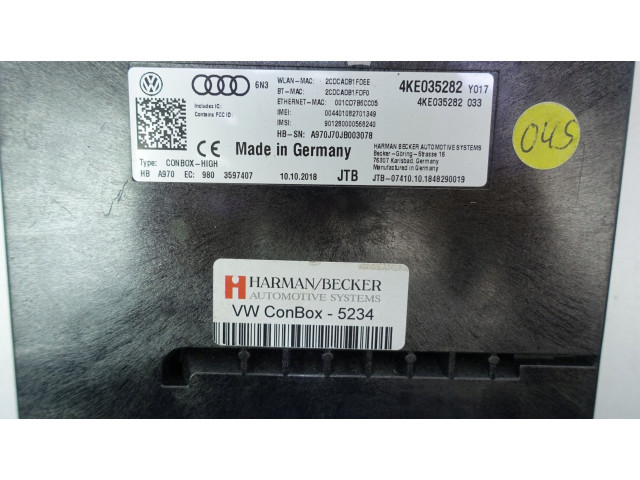 6N3
WLAN-MAC: 2CDCADB1FDEE
BT-MAC: 2CDCADB1FDF0
ETHERNET-MAC: 001CD7B6CC05
IMEI: 004401082701349
IMSI: 901280000568240
HB-SN: A970J70JB003078
4KE035282 Y017
4KE035282 033
Includes IC:
Contains FCC ID:
Made in Germany
HARMAN BECKER AUTOMOTIVE SYSTEMS
Becker-Göring-Strasse 16
76307 Karlsbad, Germany
Manufactured in Germany
Type: CONBOX-HIGH
HB A970 EC: 980 3597407 10.10.2018 JTB JTB-07410.10.1848290019
045
HARMAN/BECKER
AUTOMOTIVE SYSTEMS
VW ConBox - 5234